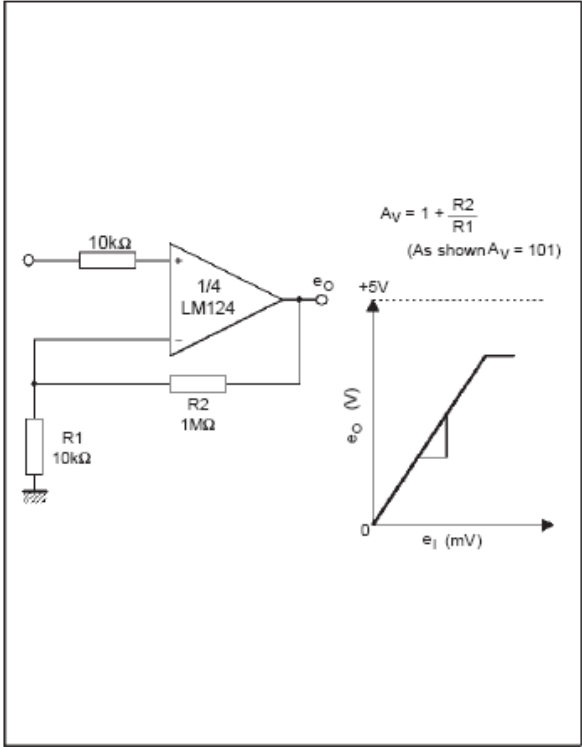 A_V = 1 + R2/R1
(As shown A_V = 101)
10kΩ
+
1/4
LM124
−
e_O
R2
1MΩ
R1
10kΩ
+5V
e_O (V)
0
e_I (mV)